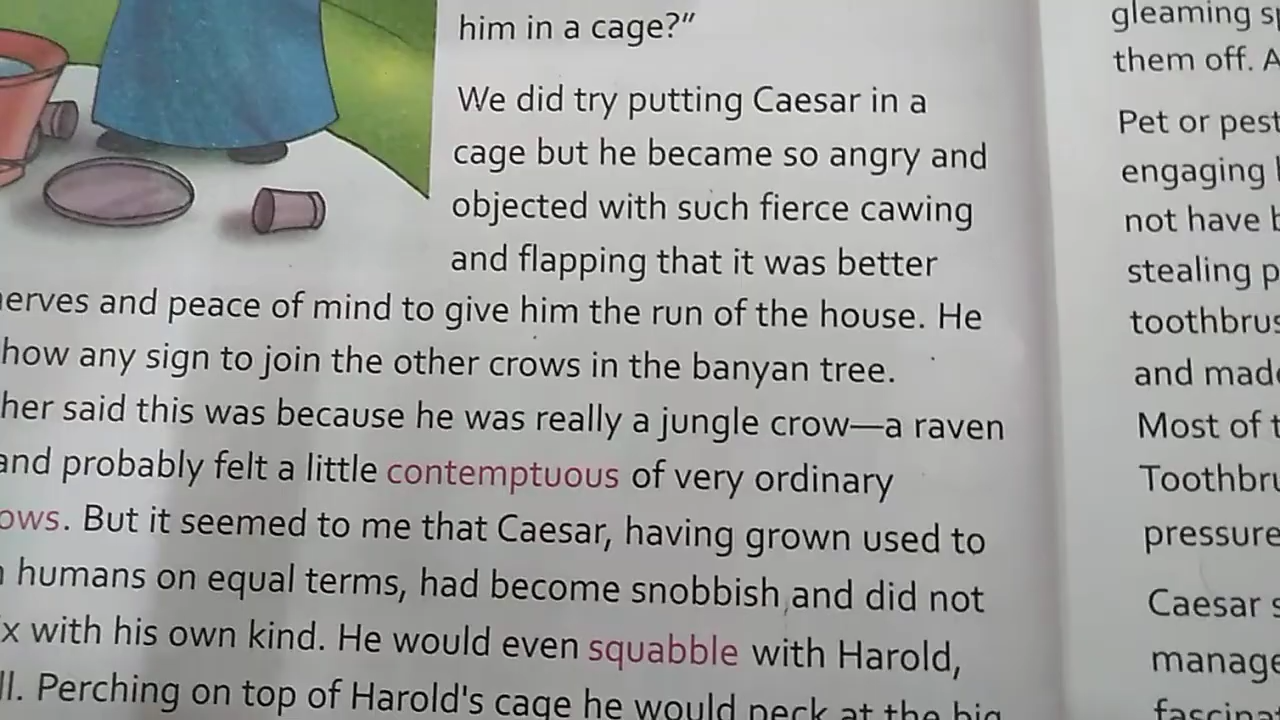 him in a cage?”
We did try putting Caesar in a
cage but he became so angry and
objected with such fierce cawing
and flapping that it was better
nerves and peace of mind to give him the run of the house. He
how any sign to join the other crows in the banyan tree.
her said this was because he was really a jungle crow—a raven
and probably felt a little contemptuous of very ordinary
ows. But it seemed to me that Caesar, having grown used to
humans on equal terms, had become snobbish and did not
x with his own kind. He would even squabble with Harold,
ll. Perching on top of Harold's cage he would peck at the big
gleaming
them off. A
Pet or pest
engaging
not have
stealing
toothbrus
and made
Most of
Toothbru
pressure
Caesar
manage
fascinat